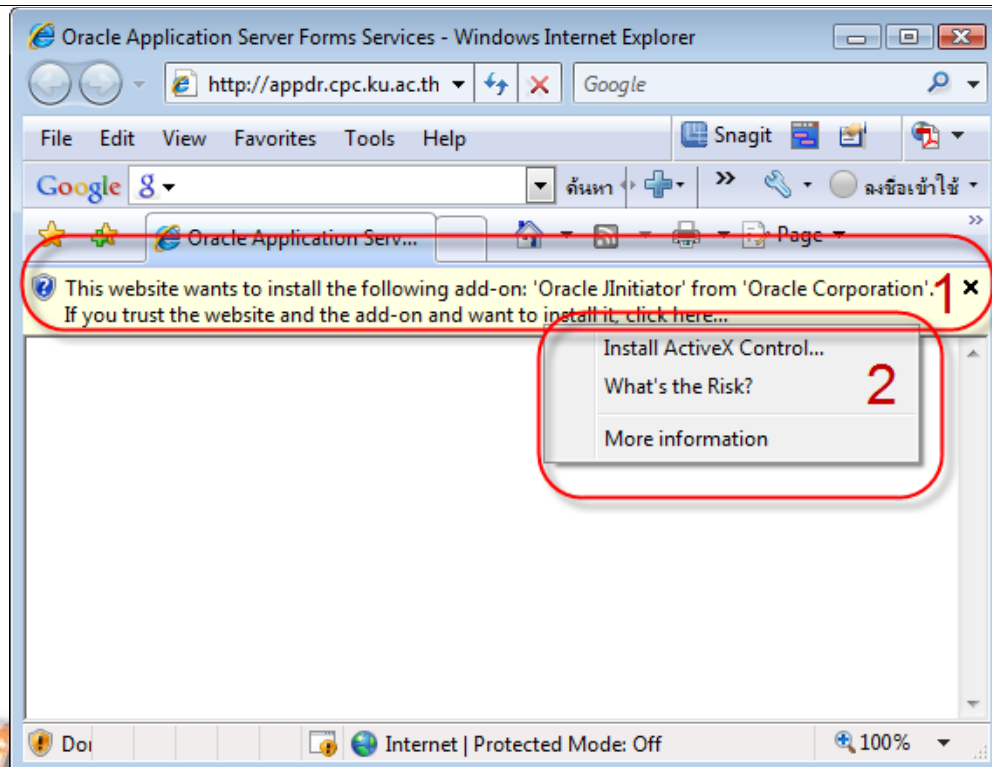 Oracle Application Server Forms Services - Windows Internet Explorer
http://appdr.cpc.ku.ac.th Google
File Edit View Favorites Tools Help Snagit
Google g ค้นหา » ลงชื่อเข้าใช้
Oracle Application Serv... Page »
This website wants to install the following add-on: 'Oracle JInitiator' from 'Oracle Corporation'. 1
If you trust the website and the add-on and want to install it, click here...
Install ActiveX Control...
What's the Risk? 2
More information
Internet | Protected Mode: Off 100%